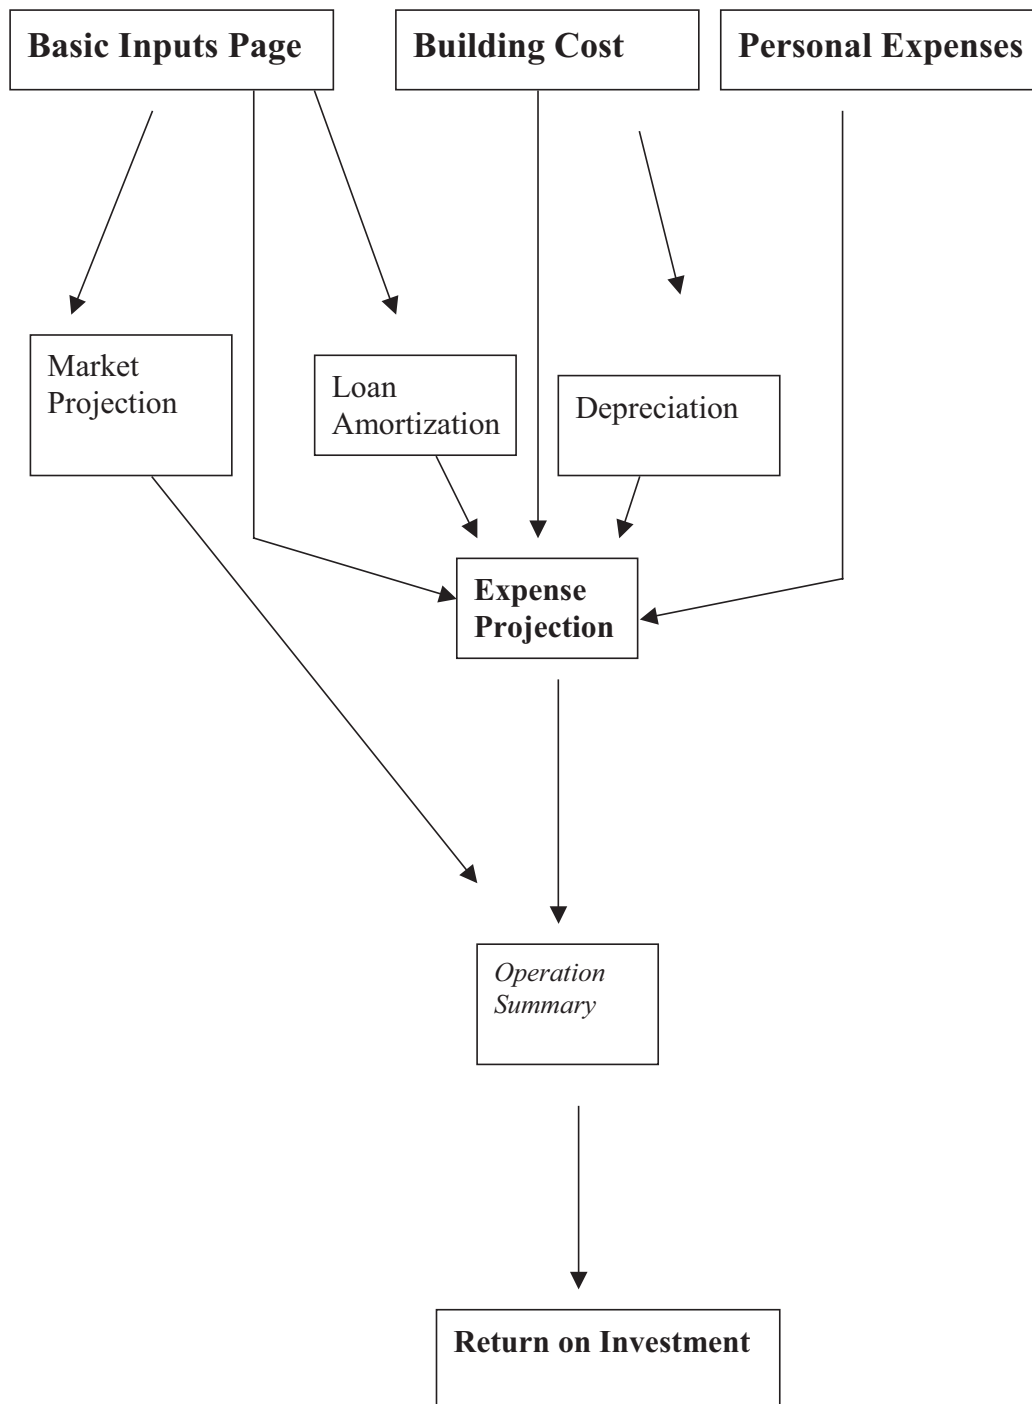 Basic Inputs Page
Building Cost
Personal Expenses
Market
Projection
Loan
Amortization
Depreciation
Expense
Projection
Operation
Summary
Return on Investment